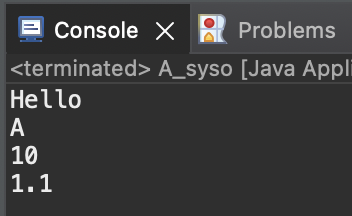 Console Problems
<terminated> A_syso [Java Appli
Hello
A
10
1.1